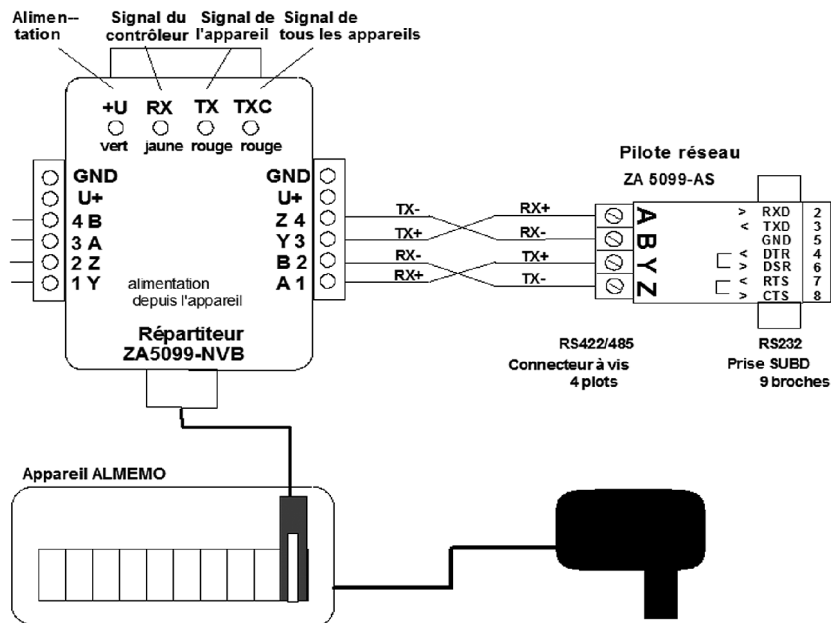 Alimen--
tation
Signal du
contrôleur
Signal de
l'appareil
Signal de
tous les appareils
+U RX TX TXC
vert jaune rouge rouge
GND GND
U+ U+
4 B Z 4
3 A Y 3
2 Z B 2
1 Y A 1
alimentation
depuis l'appareil
Répartiteur
ZA5099-NVB
TX- RX+
TX+ RX-
RX- TX+
RX+ TX-
Pilote réseau
ZA 5099-AS
A
B
Y
Z
> RXD 2
< TXD 3
GND 5
< DTR 4
> DSR 6
< RTS 7
> CTS 8
RS422/485
Connecteur à vis
4 plots
RS232
Prise SUBD
9 broches
Appareil ALMEMO